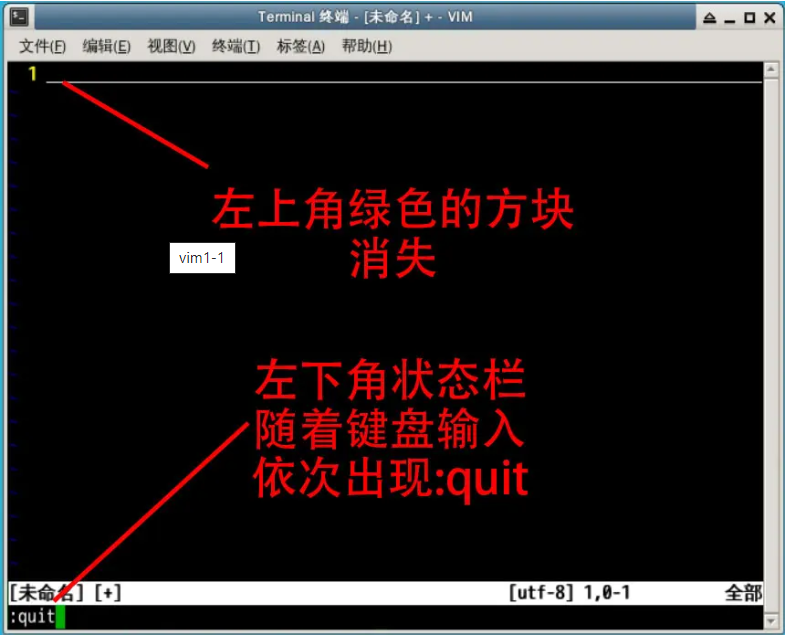 Terminal 终端 - [未命名] + - VIM
文件(F) 编辑(E) 视图(V) 终端(T) 标签(A) 帮助(H)
1
左上角绿色的方块
消失
vim1-1
左下角状态栏
随着键盘输入
依次出现:quit
[未命名] [+] [utf-8] 1,0-1 全部
:quit